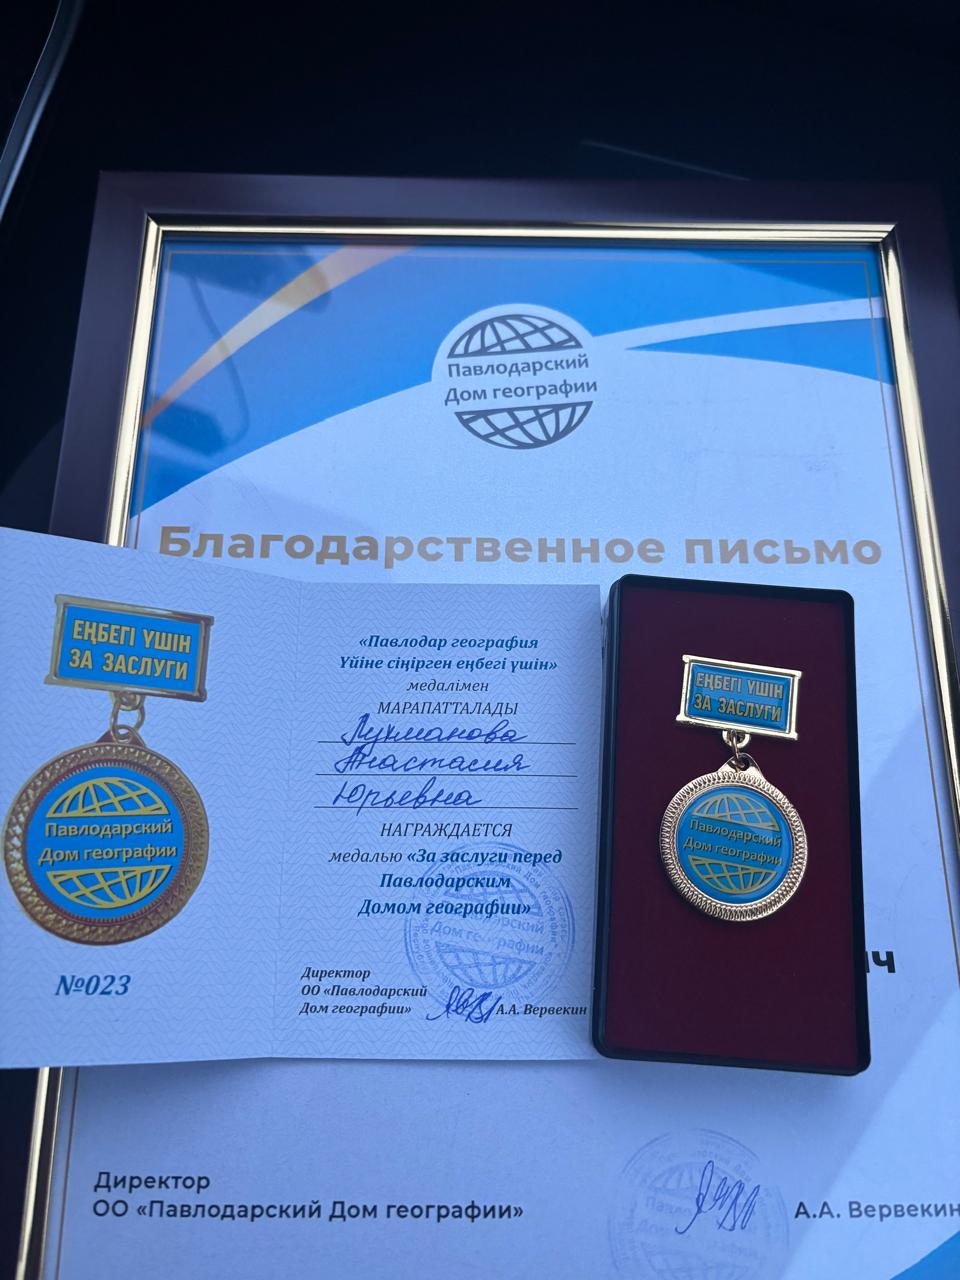 Павлодарский
Дом географии
Благодарственное письмо
ЕҢБЕГІ ҮШІН
ЗА ЗАСЛУГИ
Павлодарский
Дом географии
№023
«Павлодар география
Үйіне сіңірген еңбегі үшін»
медалімен
МАРАПАТТАЛАДЫ
Лухманова
Анастасия
Юрьевна
НАГРАЖДАЕТСЯ
медалью «За заслуги перед
Павлодарским
Домом географии»
Директор
ОО «Павлодарский
Дом географии»
А.А. Вервекин
ЕҢБЕГІ ҮШІН
ЗА ЗАСЛУГИ
Павлодарский
Дом географии
ич
Директор
ОО «Павлодарский Дом географии»
А.А. Вервекин